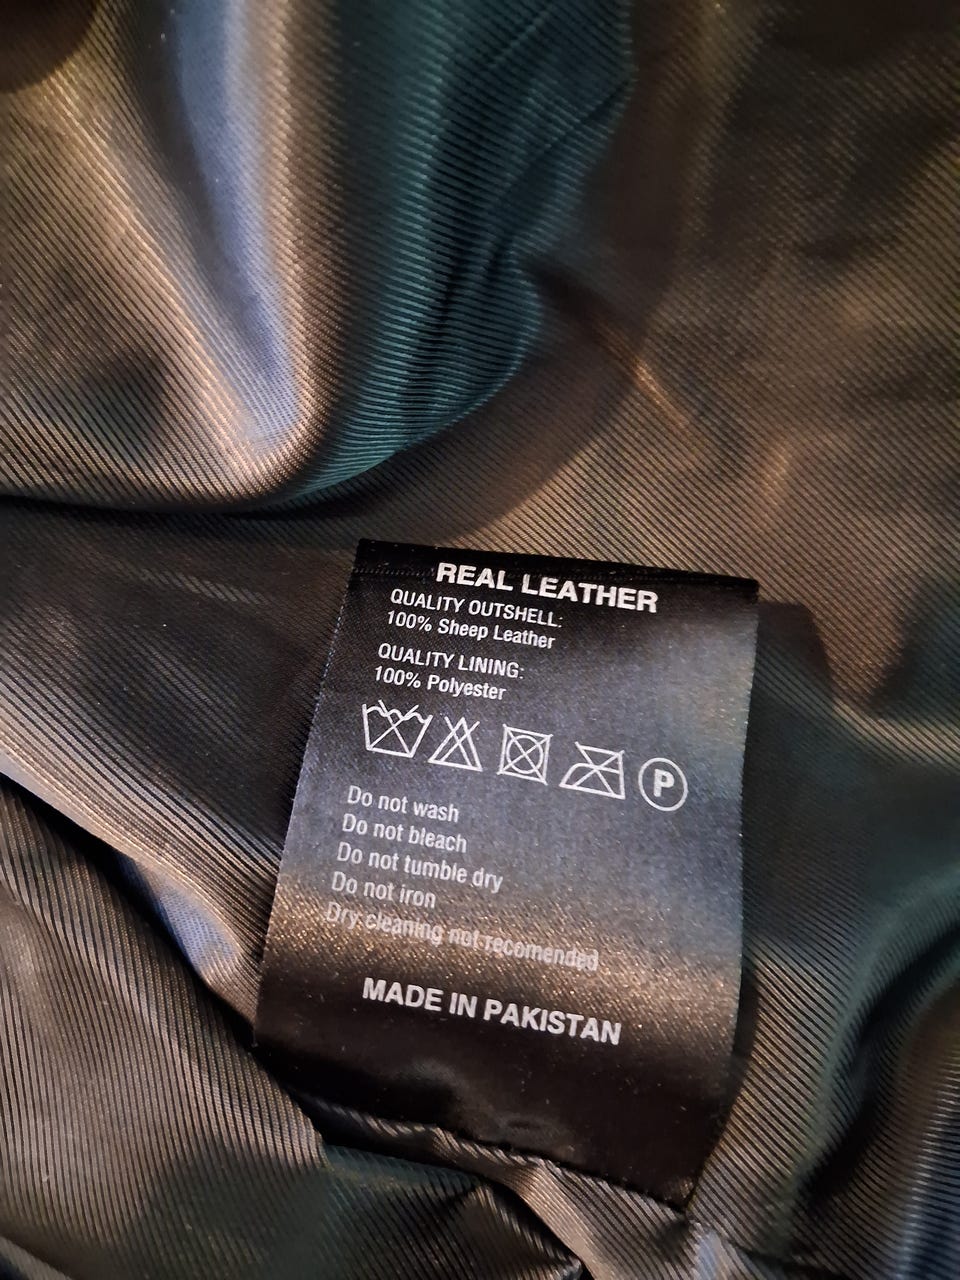 REAL LEATHER
QUALITY OUTSHELL:
100% Sheep Leather
QUALITY LINING:
100% Polyester
P
Do not wash
Do not bleach
Do not tumble dry
Do not iron
Dry cleaning not recomended
MADE IN PAKISTAN